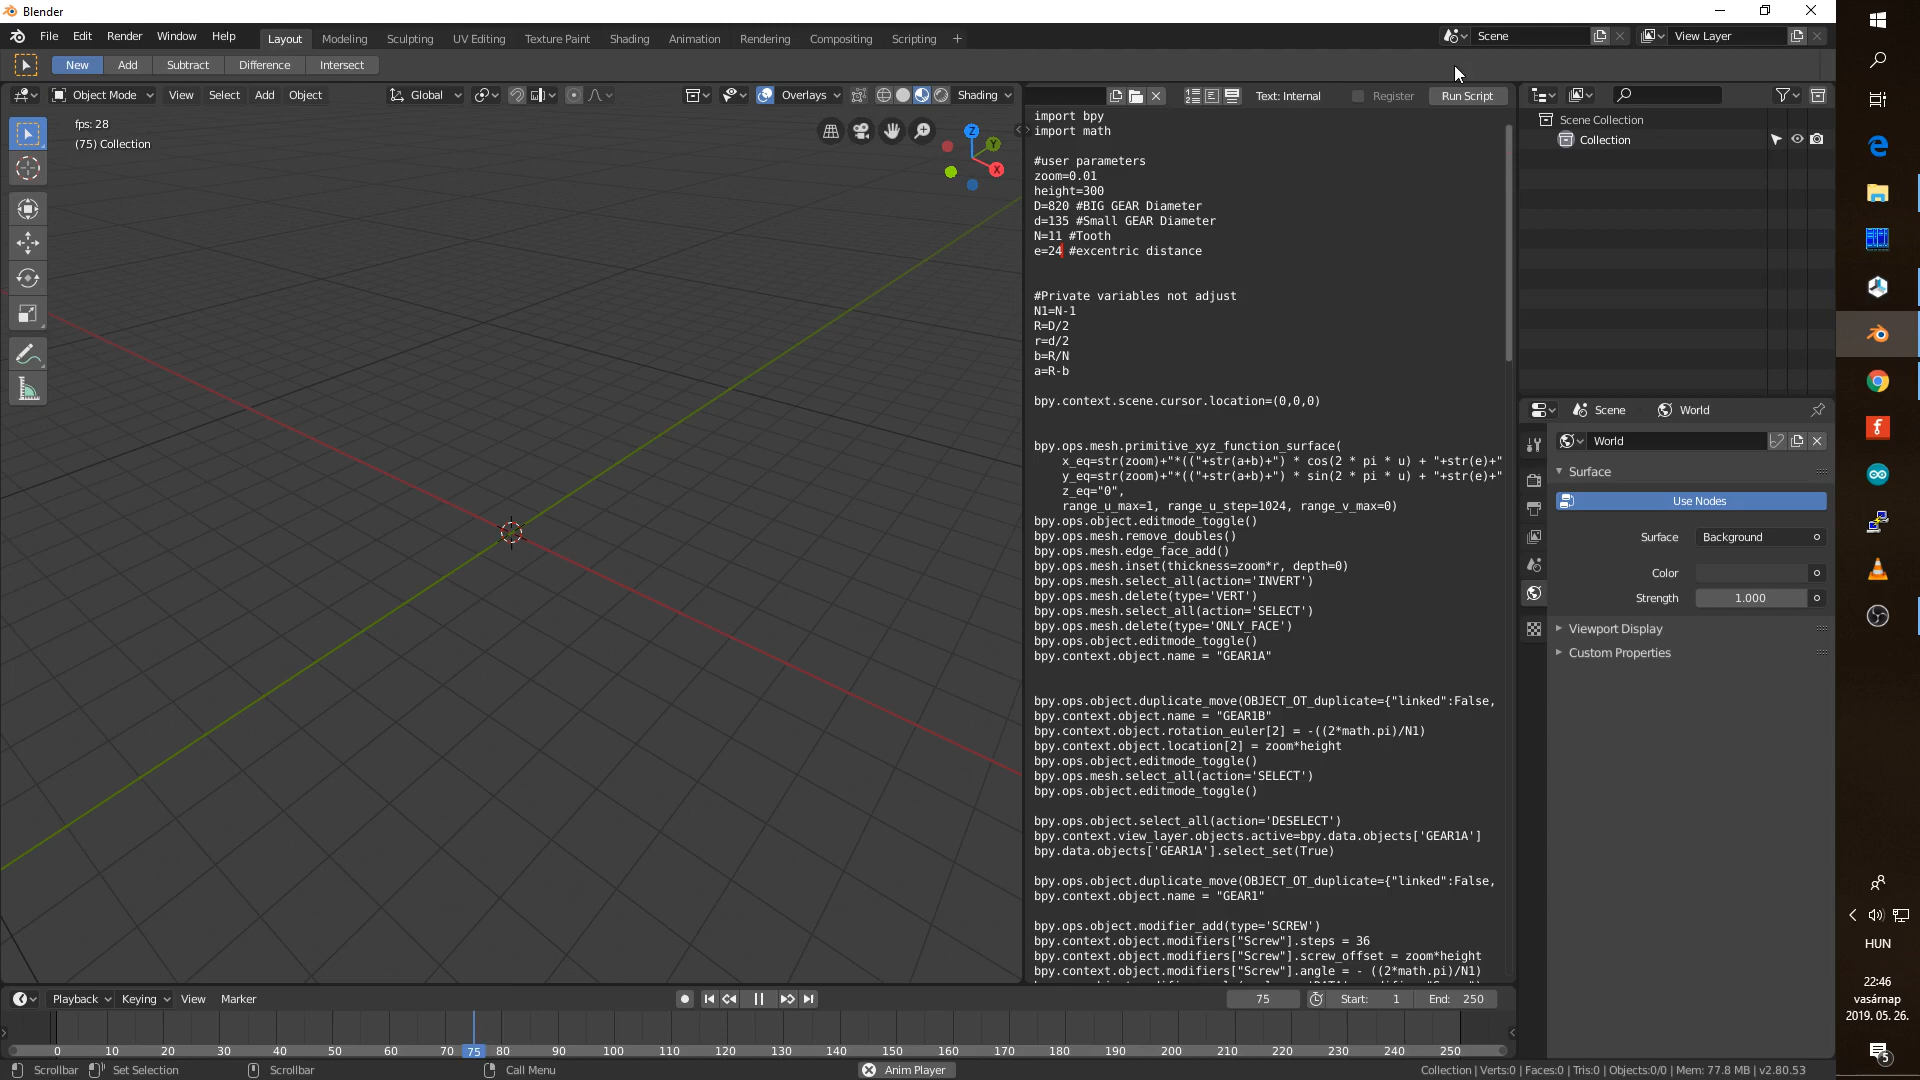 Blender
File Edit Render Window Help Layout Modeling Sculpting UV Editing Texture Paint Shading Animation Rendering Compositing Scripting + Scene View Layer
New Add Subtract Difference Intersect
Object Mode View Select Add Object Global Overlays Shading Text: Internal Register Run Script
fps: 28
(75) Collection
Z
Y
X
import bpy
import math
#user parameters
zoom=0.01
height=300
D=820 #BIG GEAR Diameter
d=135 #Small GEAR Diameter
N=11 #Tooth
e=24 #excentric distance
#Private variables not adjust
N1=N-1
R=D/2
r=d/2
b=R/N
a=R-b
bpy.context.scene.cursor.location=(0,0,0)
bpy.ops.mesh.primitive_xyz_function_surface(
x_eq=str(zoom)+"*(("+str(a+b)+") * cos(2 * pi * u) + "+str(e)+"
y_eq=str(zoom)+"*(("+str(a+b)+") * sin(2 * pi * u) + "+str(e)+"
z_eq="0",
range_u_max=1, range_u_step=1024, range_v_max=0)
bpy.ops.object.editmode_toggle()
bpy.ops.mesh.remove_doubles()
bpy.ops.mesh.edge_face_add()
bpy.ops.mesh.inset(thickness=zoom*r, depth=0)
bpy.ops.mesh.select_all(action='INVERT')
bpy.ops.mesh.delete(type='VERT')
bpy.ops.mesh.select_all(action='SELECT')
bpy.ops.mesh.delete(type='ONLY_FACE')
bpy.ops.object.editmode_toggle()
bpy.context.object.name = "GEAR1A"
bpy.ops.object.duplicate_move(OBJECT_OT_duplicate={"linked":False,
bpy.context.object.name = "GEAR1B"
bpy.context.object.rotation_euler[2] = -((2*math.pi)/N1)
bpy.context.object.location[2] = zoom*height
bpy.ops.object.editmode_toggle()
bpy.ops.mesh.select_all(action='SELECT')
bpy.ops.object.editmode_toggle()
bpy.ops.object.select_all(action='DESELECT')
bpy.context.view_layer.objects.active=bpy.data.objects['GEAR1A']
bpy.data.objects['GEAR1A'].select_set(True)
bpy.ops.object.duplicate_move(OBJECT_OT_duplicate={"linked":False,
bpy.context.object.name = "GEAR1"
bpy.ops.object.modifier_add(type='SCREW')
bpy.context.object.modifiers["Screw"].steps = 36
bpy.context.object.modifiers["Screw"].screw_offset = zoom*height
bpy.context.object.modifiers["Screw"].angle = - ((2*math.pi)/N1)
Scene Collection
Collection
Scene World
World
Surface
Use Nodes
Surface Background
Color
Strength 1.000
Viewport Display
Custom Properties
HUN
22:46
vasárnap
2019. 05. 26.
5
Playback Keying View Marker 75 Start: 1 End: 250
0 10 20 30 40 50 60 70 75 80 90 100 110 120 130 140 150 160 170 180 190 200 210 220 230 240 250
Scrollbar Set Selection Scrollbar Call Menu Anim Player Collection | Verts:0 | Faces:0 | Tris:0 | Objects:0/0 | Mem: 77.8 MB | v2.80.53